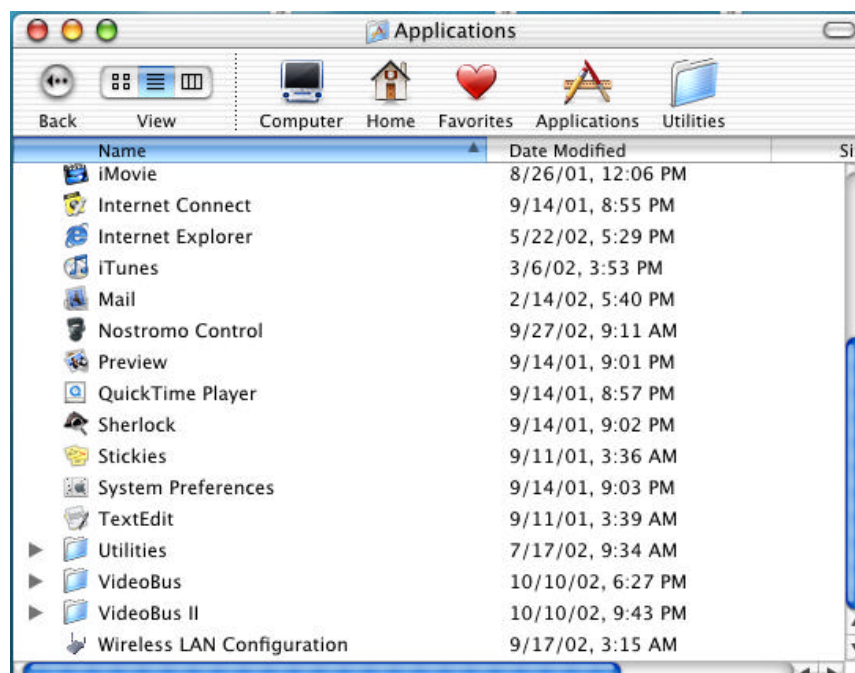 Applications
Back View Computer Home Favorites Applications Utilities
Name Date Modified Si
iMovie 8/26/01, 12:06 PM
Internet Connect 9/14/01, 8:55 PM
Internet Explorer 5/22/02, 5:29 PM
iTunes 3/6/02, 3:53 PM
Mail 2/14/02, 5:40 PM
Nostromo Control 9/27/02, 9:11 AM
Preview 9/14/01, 9:01 PM
QuickTime Player 9/14/01, 8:57 PM
Sherlock 9/14/01, 9:02 PM
Stickies 9/11/01, 3:36 AM
System Preferences 9/14/01, 9:03 PM
TextEdit 9/11/01, 3:39 AM
Utilities 7/17/02, 9:34 AM
VideoBus 10/10/02, 6:27 PM
VideoBus II 10/10/02, 9:43 PM
Wireless LAN Configuration 9/17/02, 3:15 AM